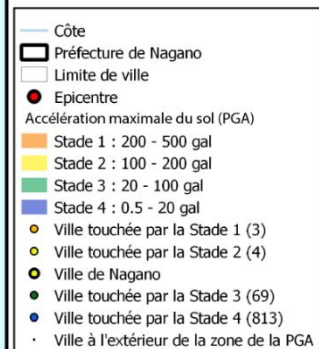 Côte
Préfecture de Nagano
Limite de ville
Epicentre
Accélération maximale du sol (PGA)
Stade 1 : 200 - 500 gal
Stade 2 : 100 - 200 gal
Stade 3 : 20 - 100 gal
Stade 4 : 0.5 - 20 gal
Ville touchée par la Stade 1 (3)
Ville touchée par la Stade 2 (4)
Ville de Nagano
Ville touchée par la Stade 3 (69)
Ville touchée par la Stade 4 (813)
Ville à l'extérieur de la zone de la PGA